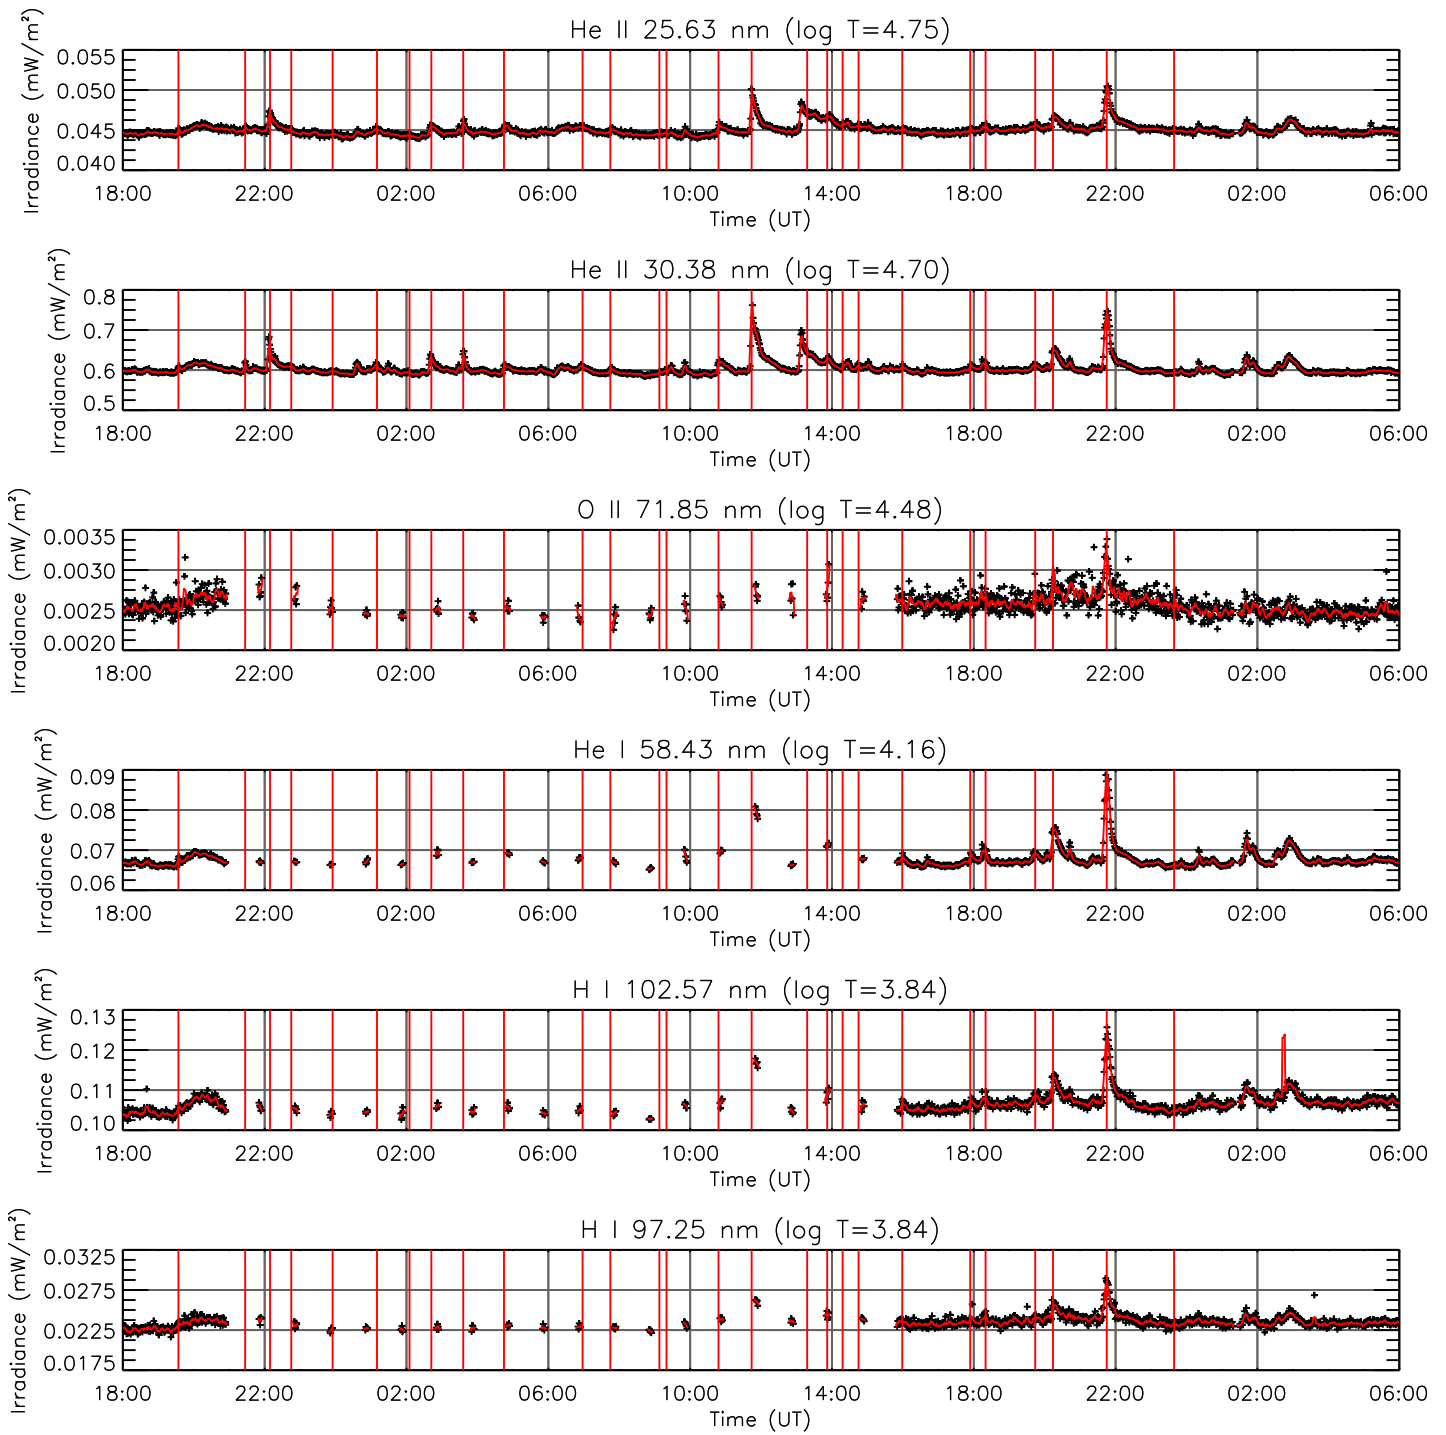 He II 25.63 nm (log T=4.75)
Irradiance (mW/m²)
0.055
0.050
0.045
0.040
18:00 22:00 02:00 06:00 10:00 14:00 18:00 22:00 02:00 06:00
Time (UT)
He II 30.38 nm (log T=4.70)
Irradiance (mW/m²)
0.8
0.7
0.6
0.5
18:00 22:00 02:00 06:00 10:00 14:00 18:00 22:00 02:00 06:00
Time (UT)
O II 71.85 nm (log T=4.48)
Irradiance (mW/m²)
0.0035
0.0030
0.0025
0.0020
18:00 22:00 02:00 06:00 10:00 14:00 18:00 22:00 02:00 06:00
Time (UT)
He I 58.43 nm (log T=4.16)
Irradiance (mW/m²)
0.09
0.08
0.07
0.06
18:00 22:00 02:00 06:00 10:00 14:00 18:00 22:00 02:00 06:00
Time (UT)
H I 102.57 nm (log T=3.84)
Irradiance (mW/m²)
0.13
0.12
0.11
0.10
18:00 22:00 02:00 06:00 10:00 14:00 18:00 22:00 02:00 06:00
Time (UT)
H I 97.25 nm (log T=3.84)
Irradiance (mW/m²)
0.0325
0.0275
0.0225
0.0175
18:00 22:00 02:00 06:00 10:00 14:00 18:00 22:00 02:00 06:00
Time (UT)